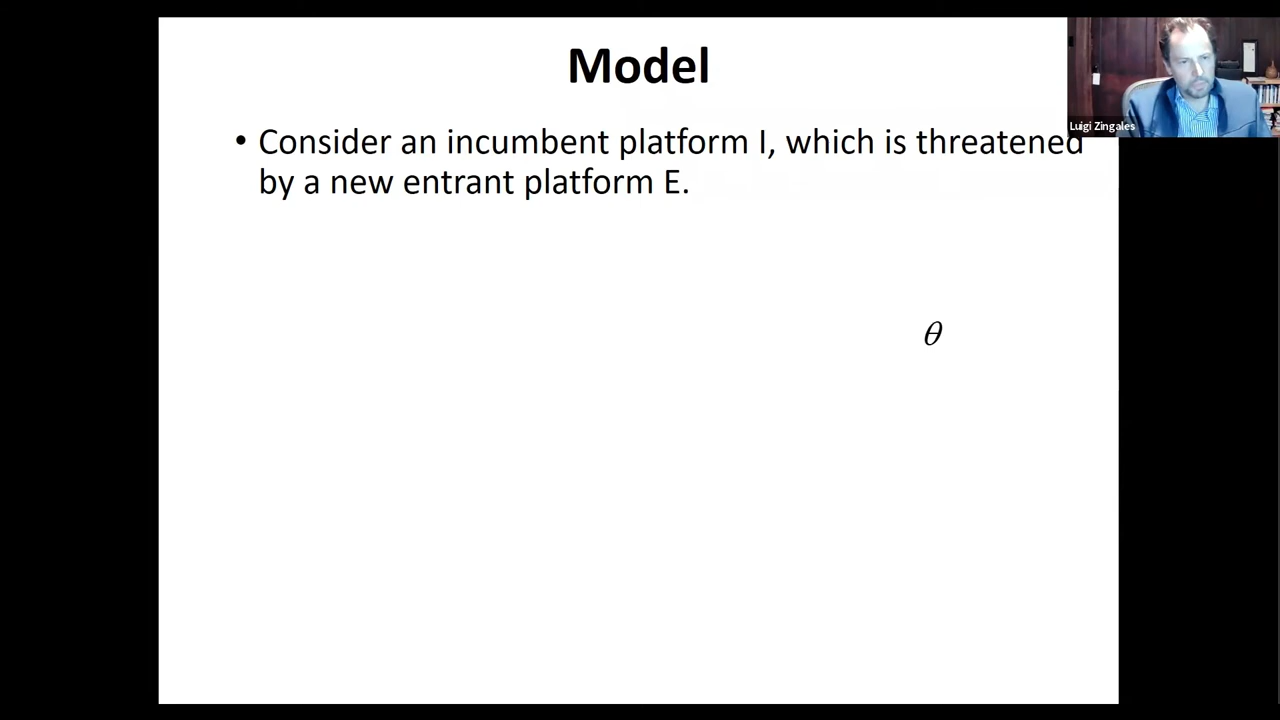 Model
• Consider an incumbent platform I, which is threatened
by a new entrant platform E.
θ
Luigi Zingales